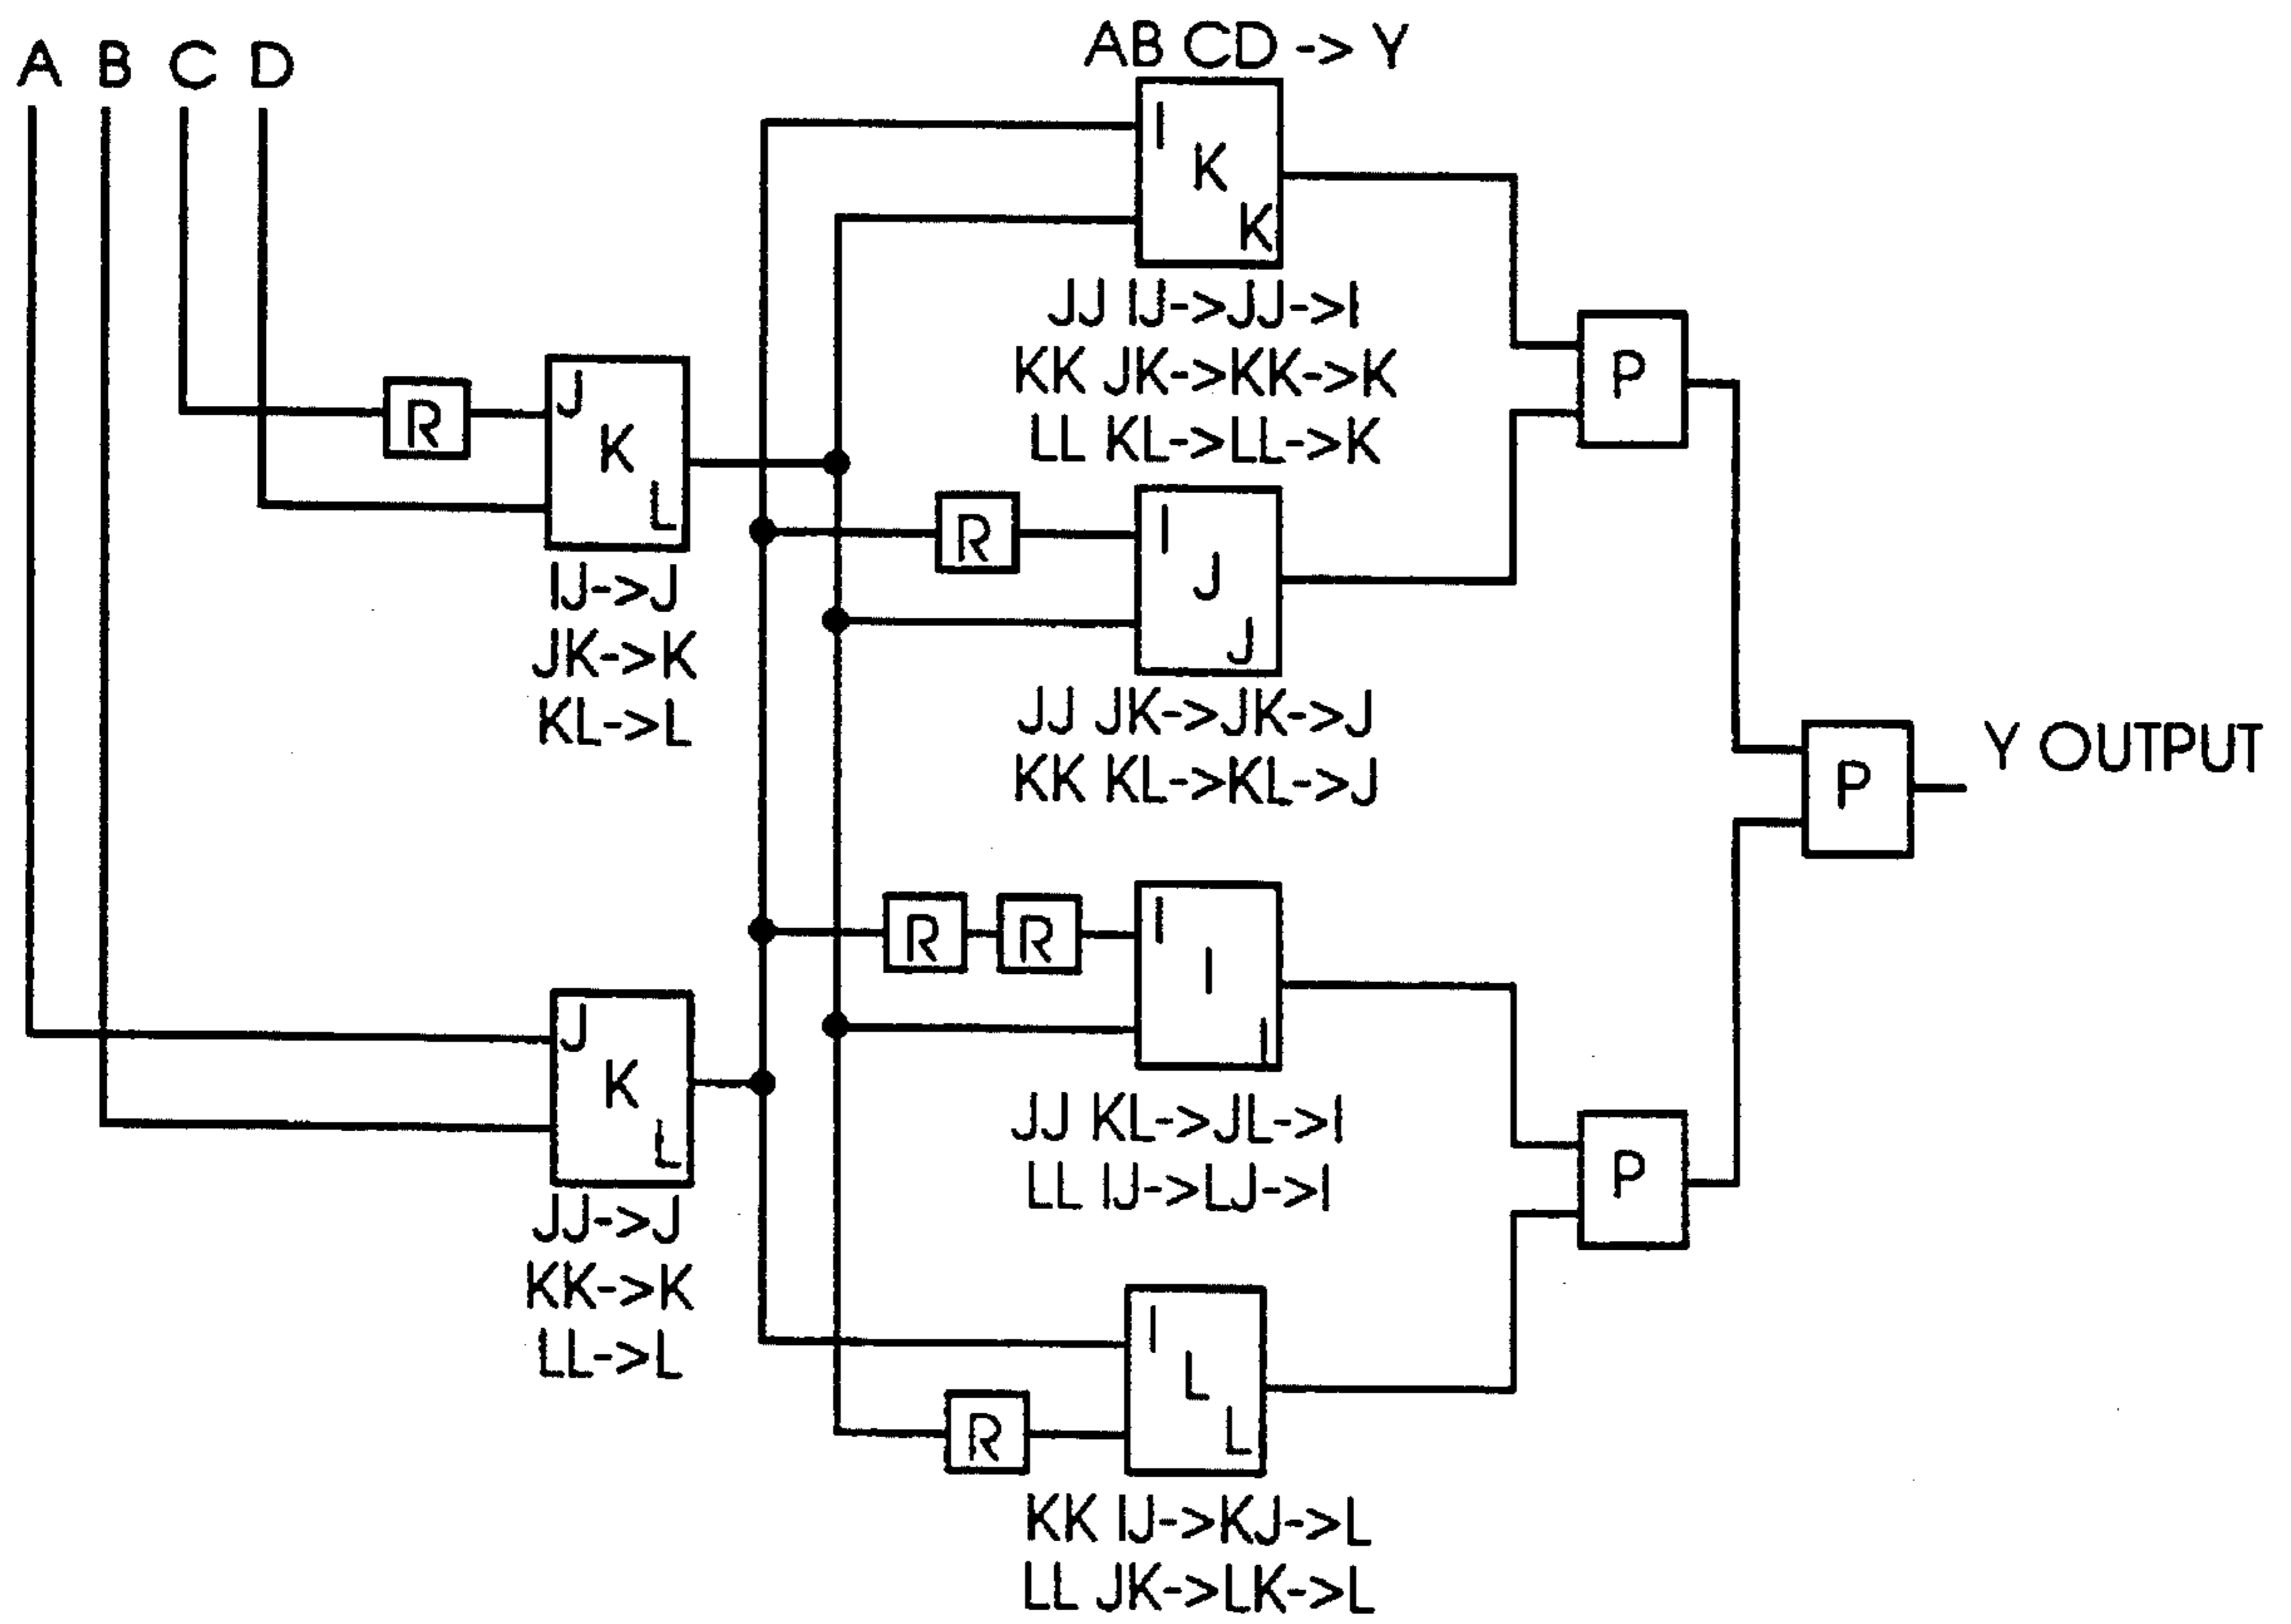 A B C D
AB CD -> Y
I
K
K
JJ IJ->JJ->I
KK JK->KK->K
LL KL->LL->K
P
R
J
K
L
IJ->J
JK->K
KL->L
R
I
J
J
JJ JK->JK->J
KK KL->KL->J
P
Y OUTPUT
R
R
I
I
I
JJ KL->JL->I
LL IJ->LJ->I
J
K
L
JJ->J
KK->K
LL->L
P
I
L
L
R
KK IJ->KJ->L
LL JK->LK->L